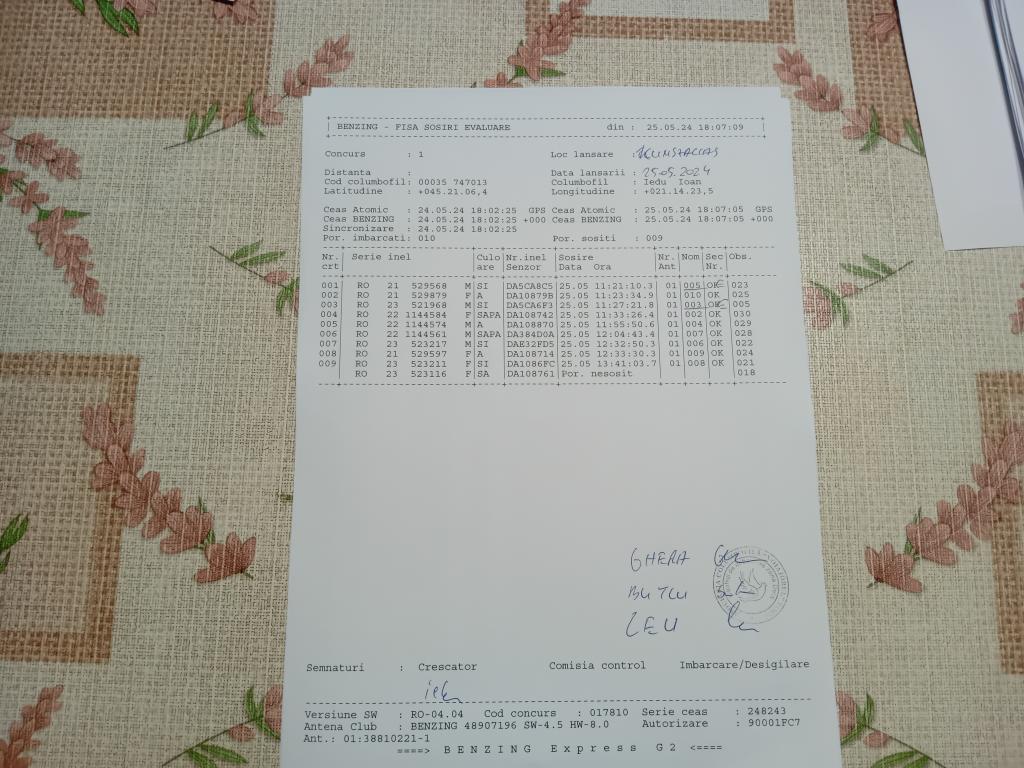 BENZING - FISA SOSIRI EVALUARE din : 25.05.24 18:07:09
Concurs : 1 Loc lansare :
Distanta : Data lansarii : 25.05.2024
Cod columbofil: 00035 747013 Columbofil : Iedu Ioan
Latitudine : +045.21.06,4 Longitudine : +021.14.23,5
Ceas Atomic : 24.05.24 18:02:25 GPS Ceas Atomic : 25.05.24 18:07:05 GPS
Ceas BENZING : 24.05.24 18:02:25 +000 Ceas BENZING : 25.05.24 18:07:05 +000
Sincronizare : 24.05.24 18:02:25
Por. imbarcati: 010 Por. sositi : 009
Nr. Serie inel Culo Nr.inel Sosire Nr. Nom Sec Obs.
crt are Senzor Data Ora Ant Nr.
001 RO 21 529568 M SI DA5CA8C5 25.05 11:21:10.3 01 005 OK 023
002 RO 21 529879 F A DA10879B 25.05 11:23:34.9 01 010 OK 025
003 RO 23 521968 M SI DA5CA6F3 25.05 11:27:21.8 01 003 OK 005
004 RO 22 1144584 F SAPA DA108742 25.05 11:33:26.4 01 002 OK 030
005 RO 22 1144574 M A DA108870 25.05 11:55:50.6 01 004 OK 029
006 RO 22 1144561 M SAPA DA384D0A 25.05 12:04:43.4 01 007 OK 028
007 RO 23 523217 M SI DAE32FD5 25.05 12:32:50.3 01 006 OK 022
008 RO 21 529597 F A DA108714 25.05 12:33:30.3 01 009 OK 024
009 RO 23 523211 F SI DA1086FC 25.05 13:41:03.7 01 008 OK 021
RO 23 523116 F SA DA108761 Por. nesosit 018
GHERA
BUTCU
ZEU
Semnaturi : Crescator Comisia control Imbarcare/Desigilare
Versiune SW : RO-04.04 Cod concurs : 017810 Serie ceas : 248243
Antena Club : BENZING 48907196 SW-4.5 HW-8.0 Autorizare : 90001FC7
Ant.: 01:38810221-1
====> BENZING Express G2 <====